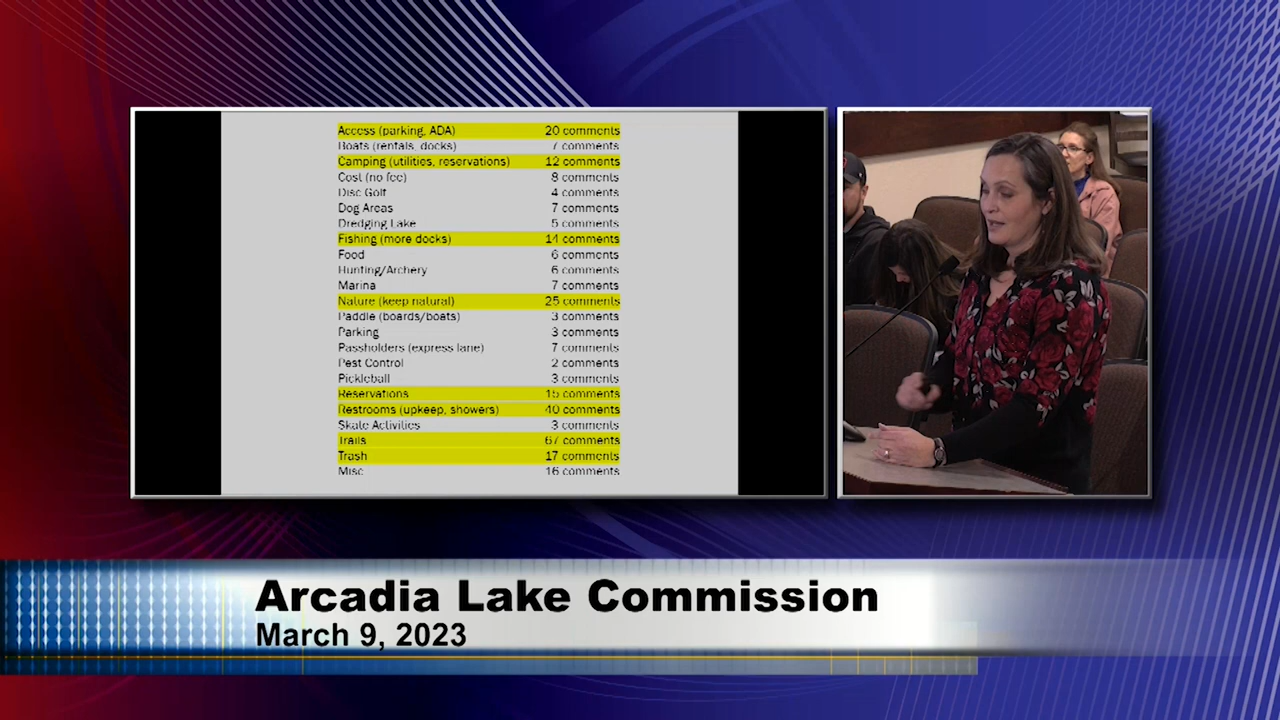 Access (parking, ADA) 20 comments
Boats (rentals, docks) 7 comments
Camping (utilities, reservations) 12 comments
Cost (no fee) 8 comments
Disc Golf 4 comments
Dog Areas 7 comments
Dredging Lake 5 comments
Fishing (more docks) 14 comments
Food 6 comments
Hunting/Archery 6 comments
Marina 7 comments
Nature (keep natural) 25 comments
Paddle (boards/boats) 3 comments
Parking 3 comments
Passholders (express lane) 7 comments
Pest Control 2 comments
Pickleball 3 comments
Reservations 15 comments
Restrooms (upkeep, showers) 40 comments
Skate Activities 3 comments
Trails 67 comments
Trash 17 comments
Misc 16 comments
Arcadia Lake Commission
March 9, 2023